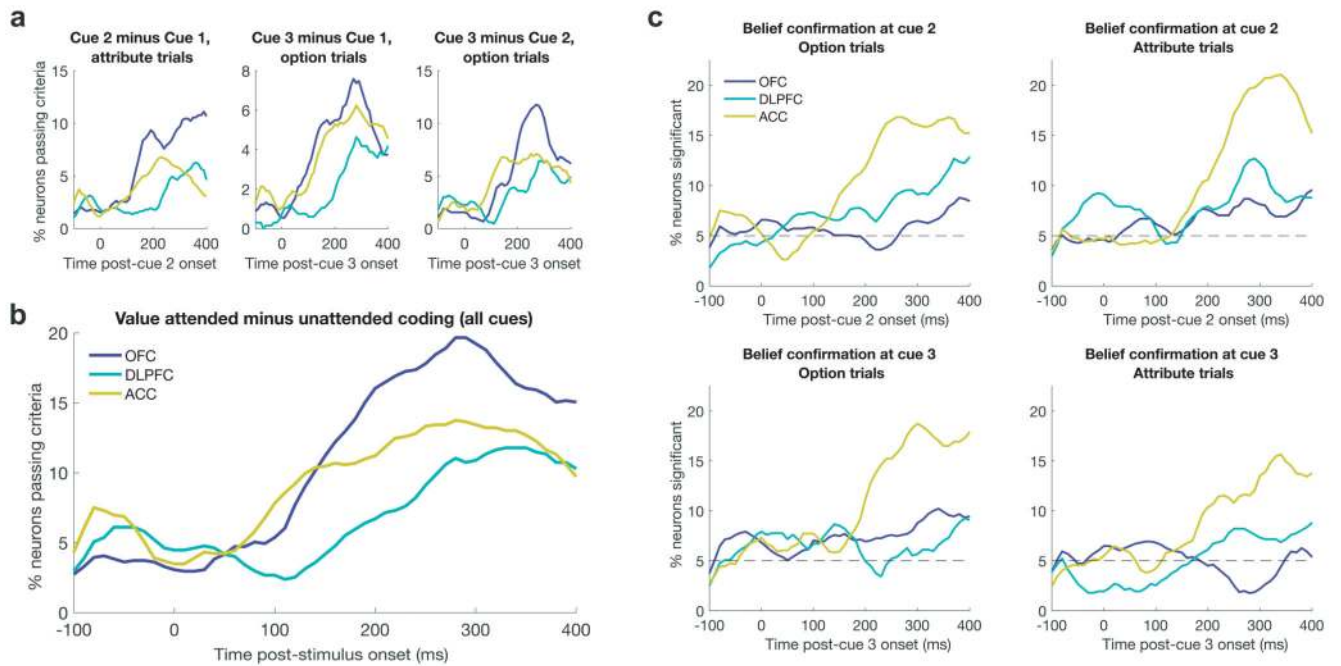 a
Cue 2 minus Cue 1,
attribute trials
Cue 3 minus Cue 1,
option trials
Cue 3 minus Cue 2,
option trials
% neurons passing criteria
15
10
5
0
0 200 400
Time post-cue 2 onset
8
6
4
2
0
0 200 400
Time post-cue 3 onset
15
10
5
0
0 200 400
Time post-cue 3 onset
b
Value attended minus unattended coding (all cues)
OFC
DLPFC
ACC
% neurons passing criteria
20
15
10
5
0
-100 0 100 200 300 400
Time post-stimulus onset (ms)
c
Belief confirmation at cue 2
Option trials
OFC
DLPFC
ACC
% neurons significant
20
15
10
5
0
-100 0 100 200 300 400
Time post-cue 2 onset (ms)
Belief confirmation at cue 2
Attribute trials
20
15
10
5
0
-100 0 100 200 300 400
Time post-cue 2 onset (ms)
Belief confirmation at cue 3
Option trials
% neurons significant
20
15
10
5
0
-100 0 100 200 300 400
Time post-cue 3 onset (ms)
Belief confirmation at cue 3
Attribute trials
20
15
10
5
0
-100 0 100 200 300 400
Time post-cue 3 onset (ms)